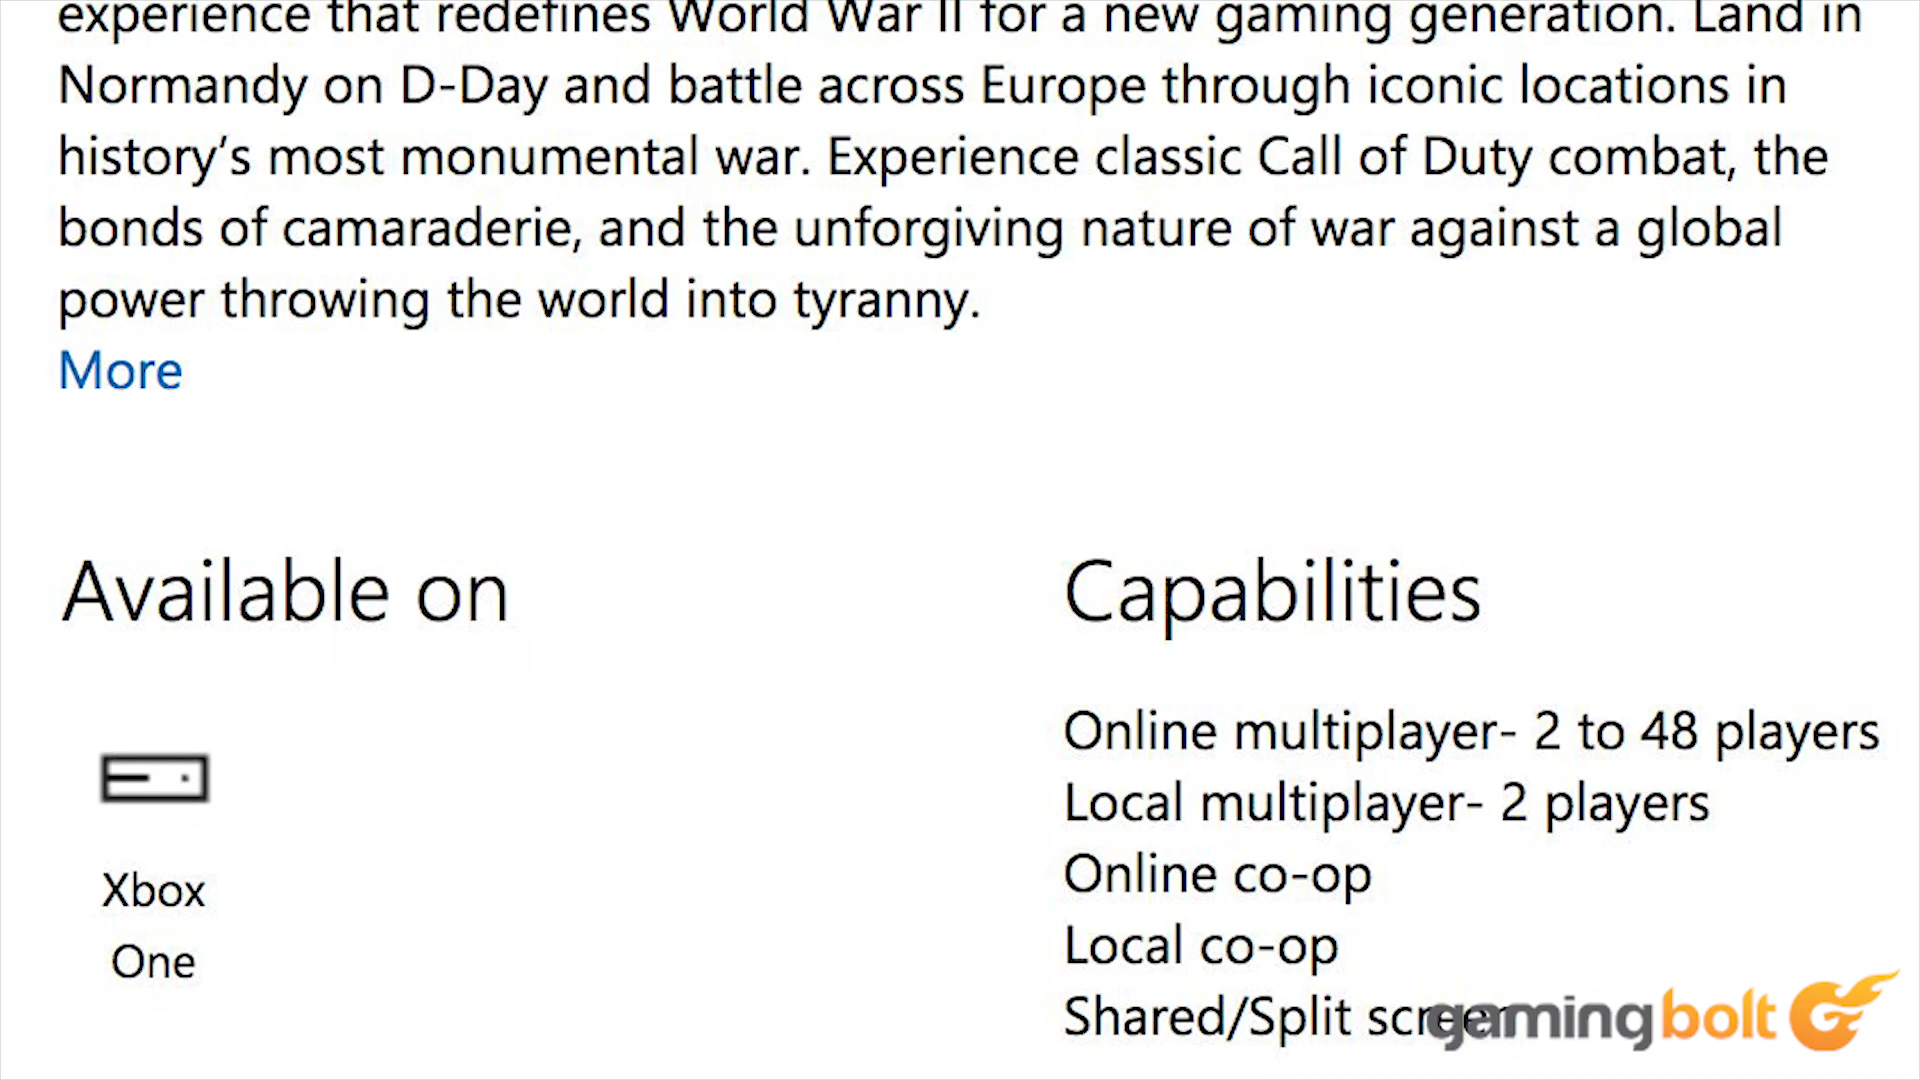 experience that redefines World War II for a new gaming generation. Land in
Normandy on D-Day and battle across Europe through iconic locations in
history’s most monumental war. Experience classic Call of Duty combat, the
bonds of camaraderie, and the unforgiving nature of war against a global
power throwing the world into tyranny.
More
Available on
Xbox
One
Capabilities
Online multiplayer- 2 to 48 players
Local multiplayer- 2 players
Online co-op
Local co-op
Shared/Split screen
gamingbolt